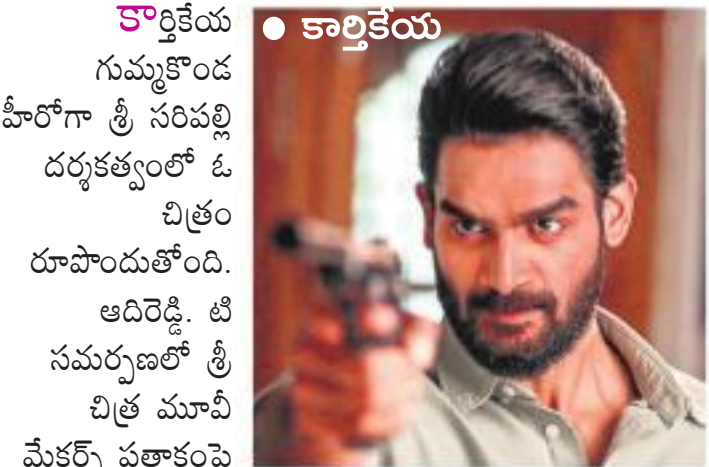 కార్తికేయ
గుమ్మకొండ
హీరోగా శ్రీ సరిపల్లి
దర్శకత్వంలో ఓ
చిత్రం
రూపొందుతోంది.
ఆదిరెడ్డి. టి
సమర్పణలో శ్రీ
చిత్ర మూవీ
మేకర్స్ పతాకంపై
● కార్తికేయ